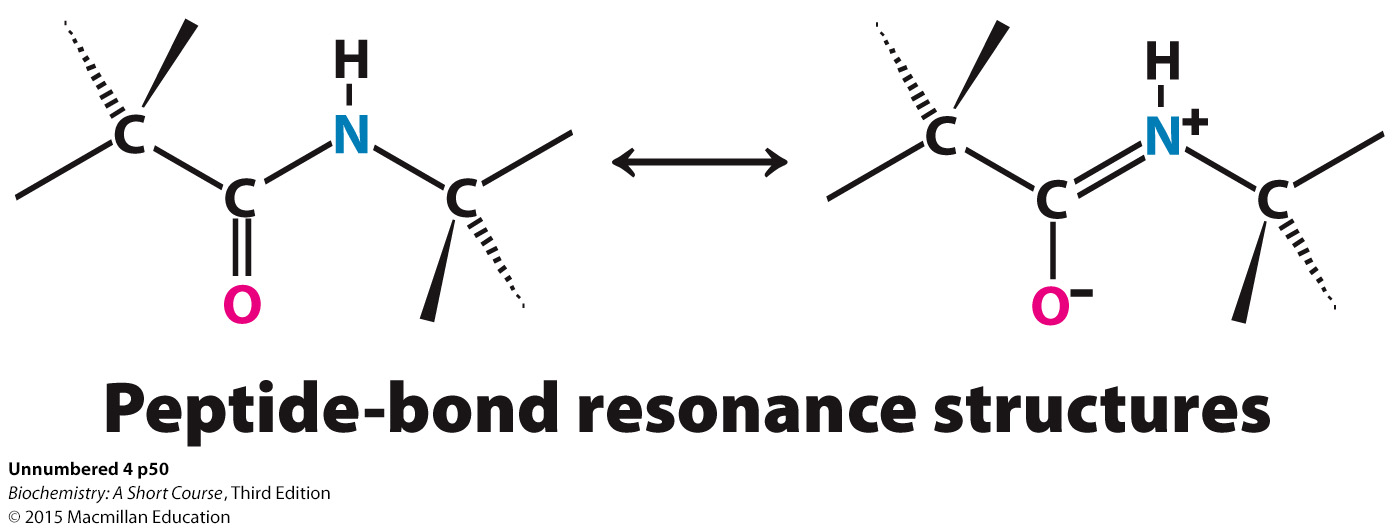 H H
C N C N+
C C C C
O O–
Peptide-bond resonance structures
Unnumbered 4 p50
Biochemistry: A Short Course, Third Edition
© 2015 Macmillan Education